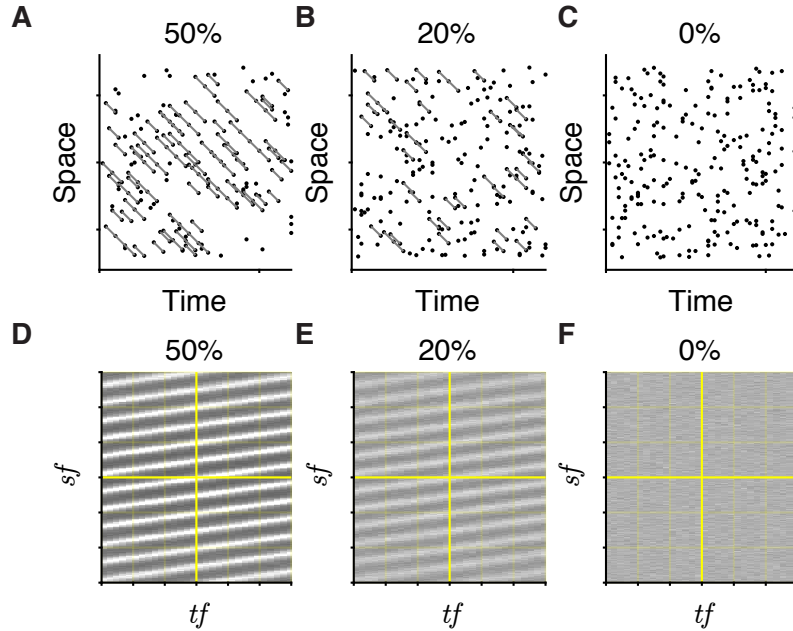 A B C
50% 20% 0%
Space Space Space
Time Time Time
D E F
50% 20% 0%
sf sf sf
tf tf tf